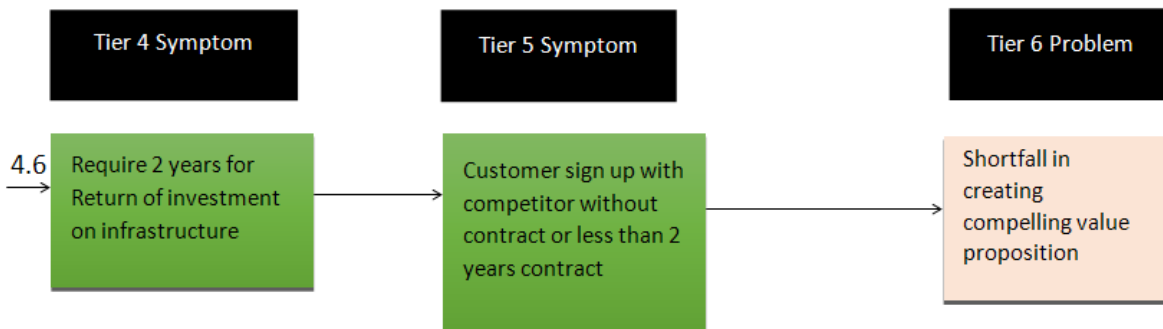 Tier 4 Symptom
Tier 5 Symptom
Tier 6 Problem
4.6
Require 2 years for
Return of investment
on infrastructure
Customer sign up with
competitor without
contract or less than 2
years contract
Shortfall in
creating
compelling value
proposition